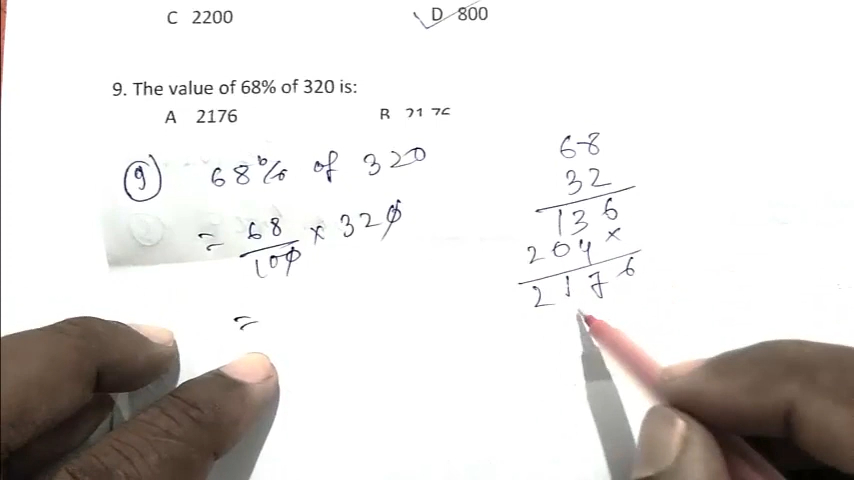 C 2200 D 800
9. The value of 68% of 320 is:
A 2176 B
9 68% of 320
= 68/100 × 320
=
68
32
136
204×
2176